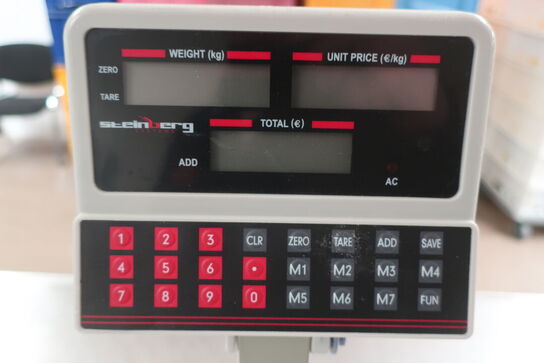 WEIGHT (kg) UNIT PRICE (€/kg)
ZERO
TARE
steinberg
TOTAL (€)
ADD
AC
1 2 3 CLR ZERO TARE ADD SAVE
4 5 6 • M1 M2 M3 M4
7 8 9 0 M5 M6 M7 FUN